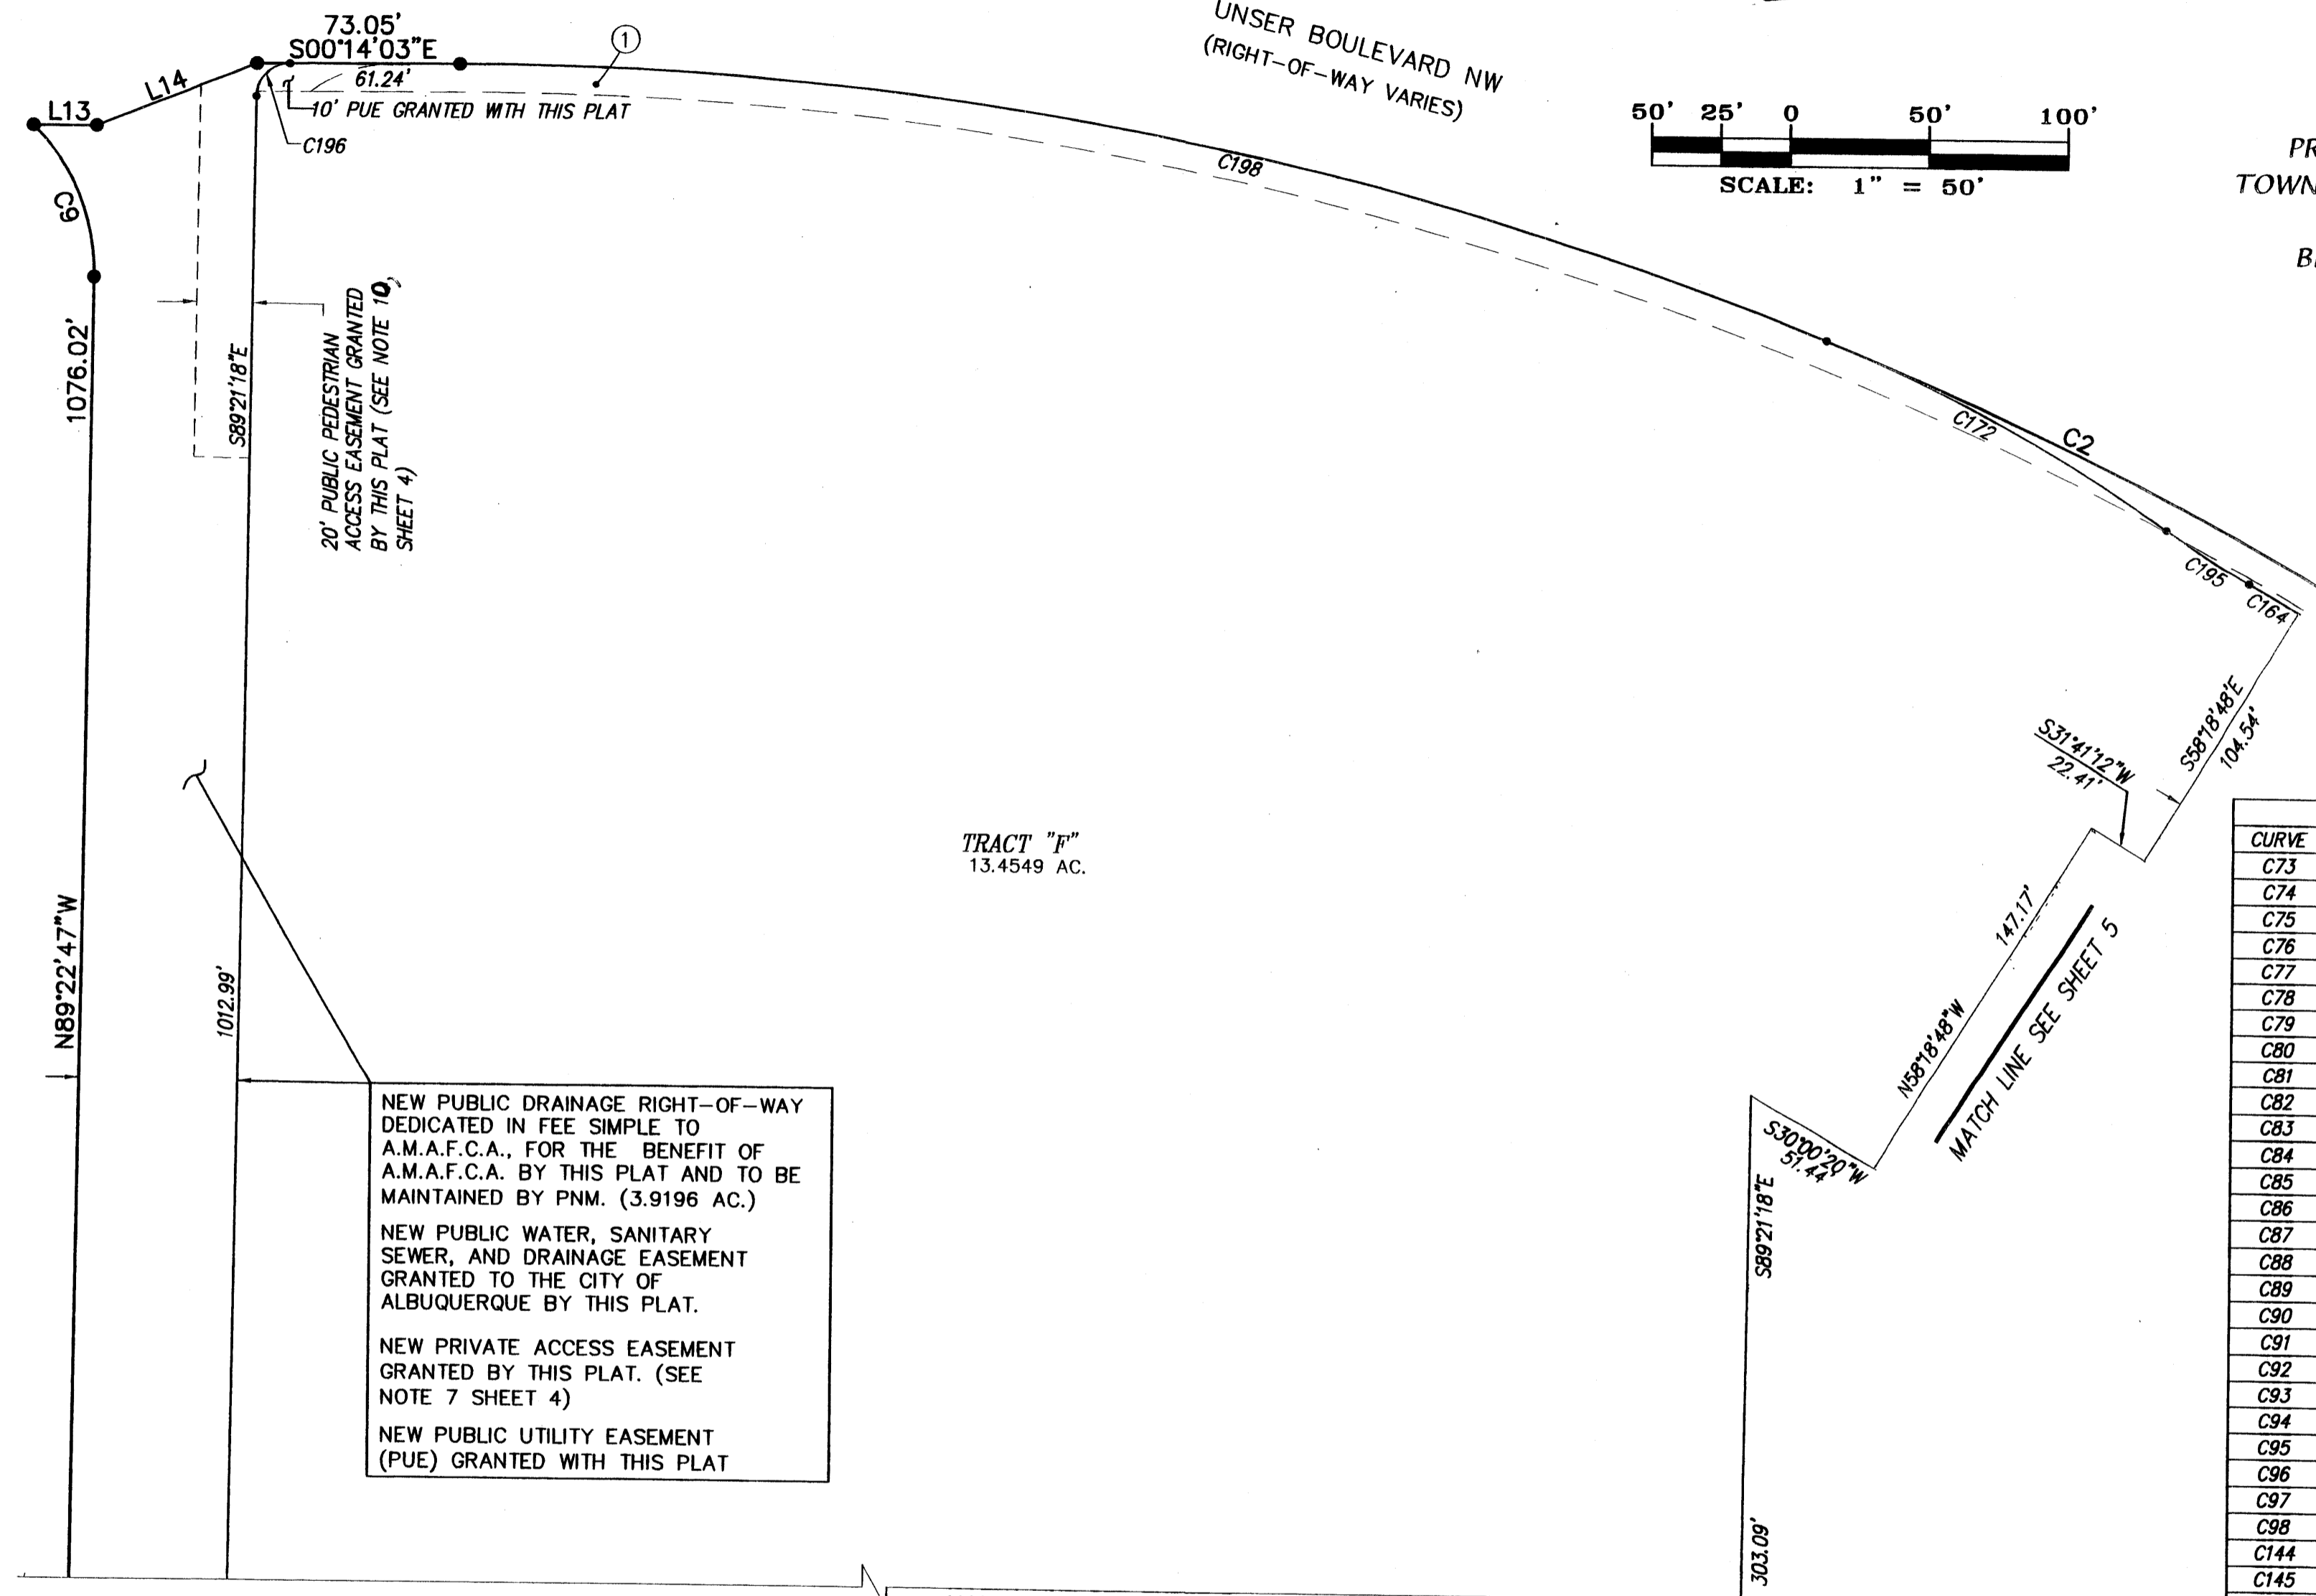 73.05'
S00°14'03"E
61.24'
1
L14
L13
10' PUE GRANTED WITH THIS PLAT
C196
C9
UNSER BOULEVARD NW
(RIGHT-OF-WAY VARIES)
C198
50' 25' 0 50' 100'
SCALE: 1" = 50'
TOWN
1076.02'
N89°22'47"W
S89°21'18"E
1012.99'
20' PUBLIC PEDESTRIAN
ACCESS EASEMENT GRANTED
BY THIS PLAT (SEE NOTE 10,
SHEET 4)
C172
C2
C195
C164
S58°18'48'E
104.54'
S31°41'12"W
22.41'
TRACT "F"
13.4549 AC.
147.17'
N58°18'48"W
MATCH LINE SEE SHEET 5
S30°00'20"W
51.44'
S89°21'18"E
303.09'
NEW PUBLIC DRAINAGE RIGHT-OF-WAY
DEDICATED IN FEE SIMPLE TO
A.M.A.F.C.A., FOR THE BENEFIT OF
A.M.A.F.C.A. BY THIS PLAT AND TO BE
MAINTAINED BY PNM. (3.9196 AC.)
NEW PUBLIC WATER, SANITARY
SEWER, AND DRAINAGE EASEMENT
GRANTED TO THE CITY OF
ALBUQUERQUE BY THIS PLAT.
NEW PRIVATE ACCESS EASEMENT
GRANTED BY THIS PLAT. (SEE
NOTE 7 SHEET 4)
NEW PUBLIC UTILITY EASEMENT
(PUE) GRANTED WITH THIS PLAT
CURVE
C73
C74
C75
C76
C77
C78
C79
C80
C81
C82
C83
C84
C85
C86
C87
C88
C89
C90
C91
C92
C93
C94
C95
C96
C97
C98
C144
C145